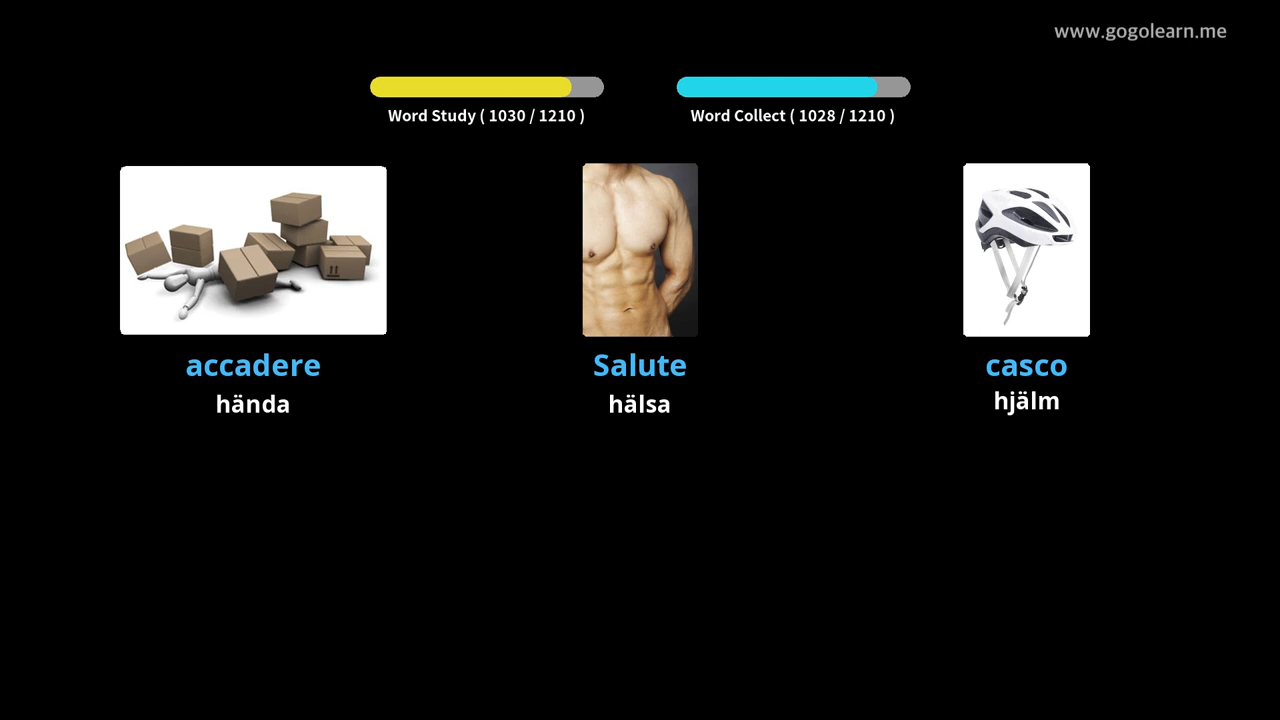 www.gogolearn.me
Word Study ( 1030 / 1210 )
Word Collect ( 1028 / 1210 )
accadere
hända
Salute
hälsa
casco
hjälm